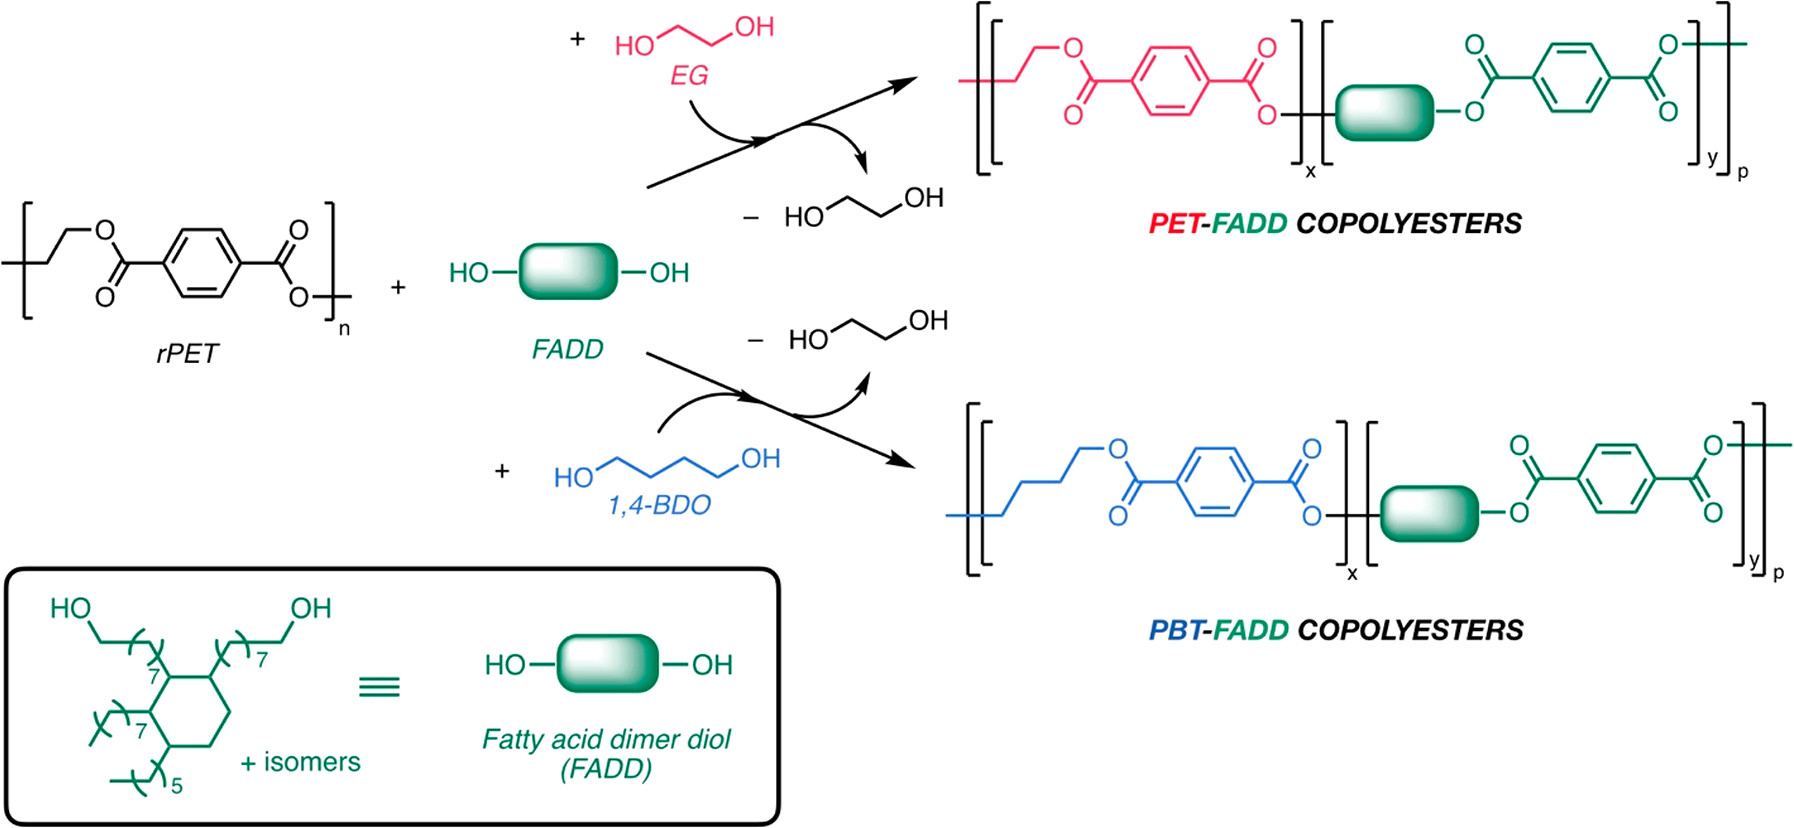 + HO OH
EG
O O
O O
x
O O
O O
y
p
− HO OH
PET-FADD COPOLYESTERS
O O
O O
n
rPET
+
HO OH
FADD
− HO OH
+ HO OH
1,4-BDO
O O
O O
x
O O
O O
y
p
PBT-FADD COPOLYESTERS
HO OH
7 7
7
5
+ isomers
HO OH
Fatty acid dimer diol
(FADD)